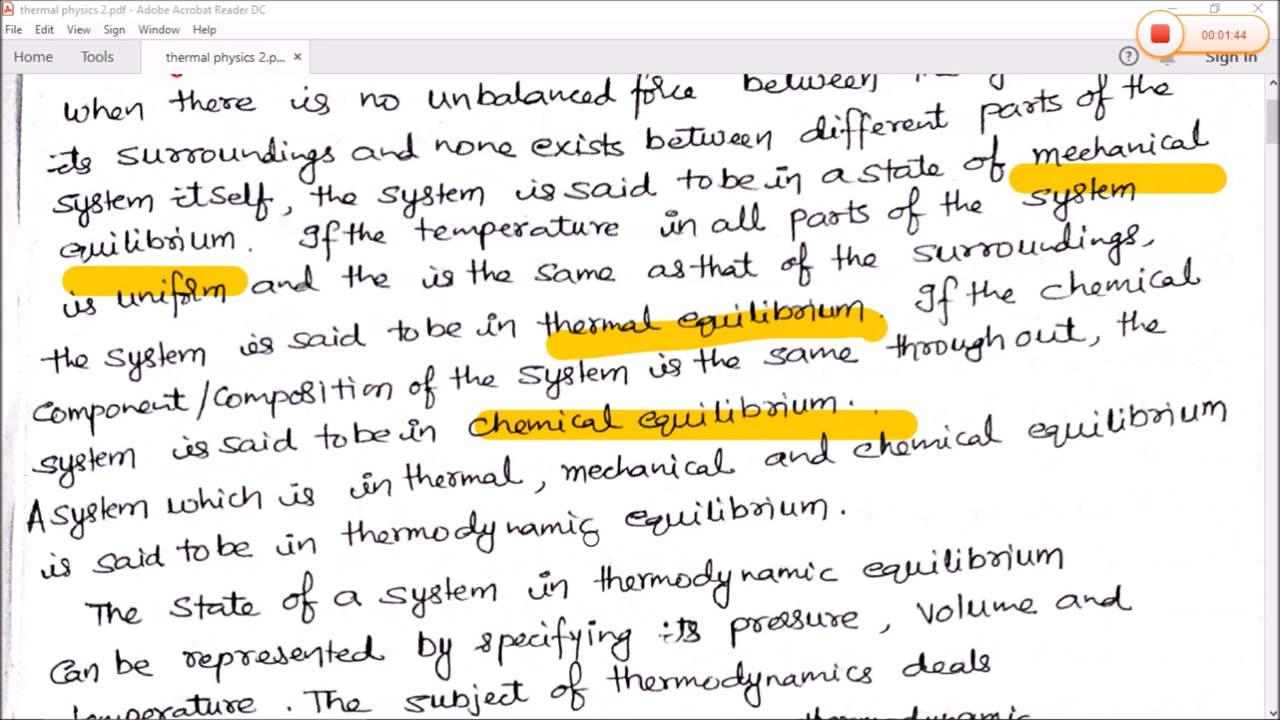 thermal physics 2.pdf - Adobe Acrobat Reader DC
File Edit View Sign Window Help
00:01:44
Home Tools thermal physics 2.p... × Sign In
when there is no unbalanced force between the
its surroundings and none exists between different parts of the
system itself, the system is said to be in a state of mechanical
equilibrium. If the temperature in all parts of the system
is uniform and the is the same as that of the surroundings,
the system is said to be in thermal equilibrium. If the chemical
component/composition of the system is the same through out, the
system is said to be in chemical equilibrium.
A system which is in thermal, mechanical and chemical equilibrium
is said to be in thermodynamic equilibrium.
The state of a system in thermodynamic equilibrium
can be represented by specifying its pressure, volume and
temperature. The subject of thermodynamics deals
thermodynamic